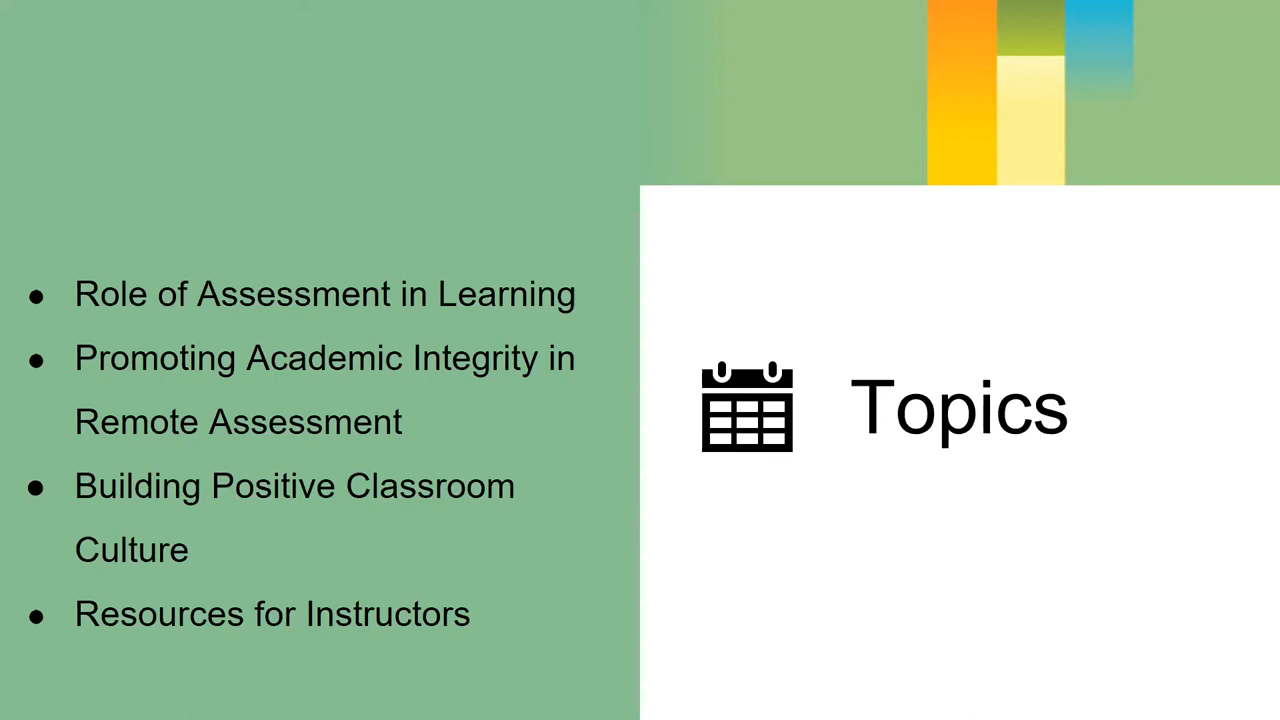 ● Role of Assessment in Learning
● Promoting Academic Integrity in
Remote Assessment
● Building Positive Classroom
Culture
● Resources for Instructors
Topics